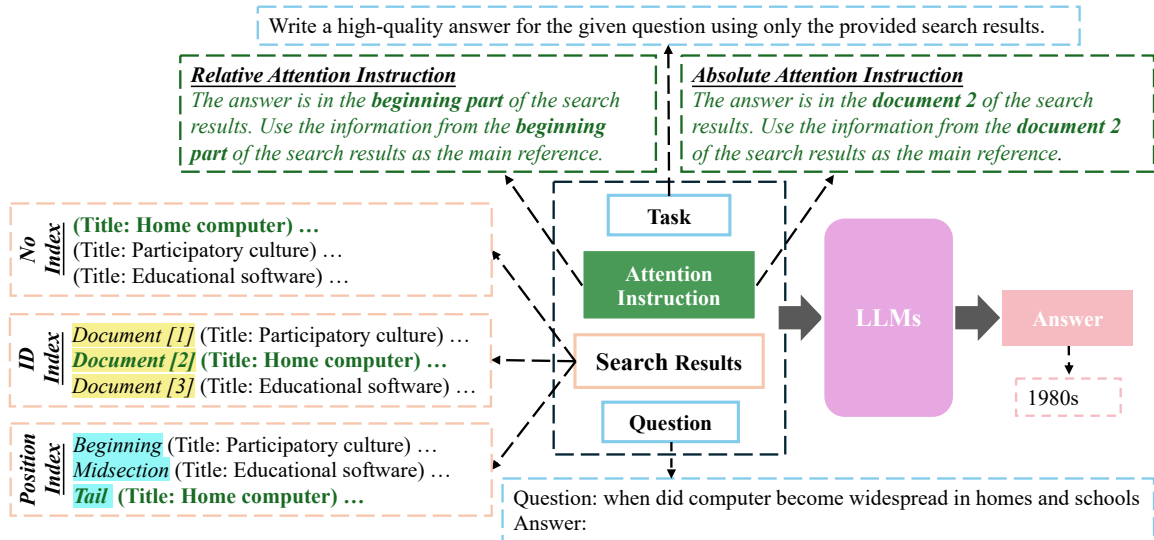 Write a high-quality answer for the given question using only the provided search results.
Relative Attention Instruction
The answer is in the beginning part of the search
results. Use the information from the beginning
part of the search results as the main reference.
Absolute Attention Instruction
The answer is in the document 2 of the search
results. Use the information from the document 2
of the search results as the main reference.
No
Index
(Title: Home computer) …
(Title: Participatory culture) …
(Title: Educational software) …
ID
Index
Document [1] (Title: Participatory culture) …
Document [2] (Title: Home computer) …
Document [3] (Title: Educational software) …
Position
Index
Beginning (Title: Participatory culture) …
Midsection (Title: Educational software) …
Tail (Title: Home computer) …
Task
Attention
Instruction
Search Results
Question
LLMs
Answer
1980s
Question: when did computer become widespread in homes and schools
Answer: